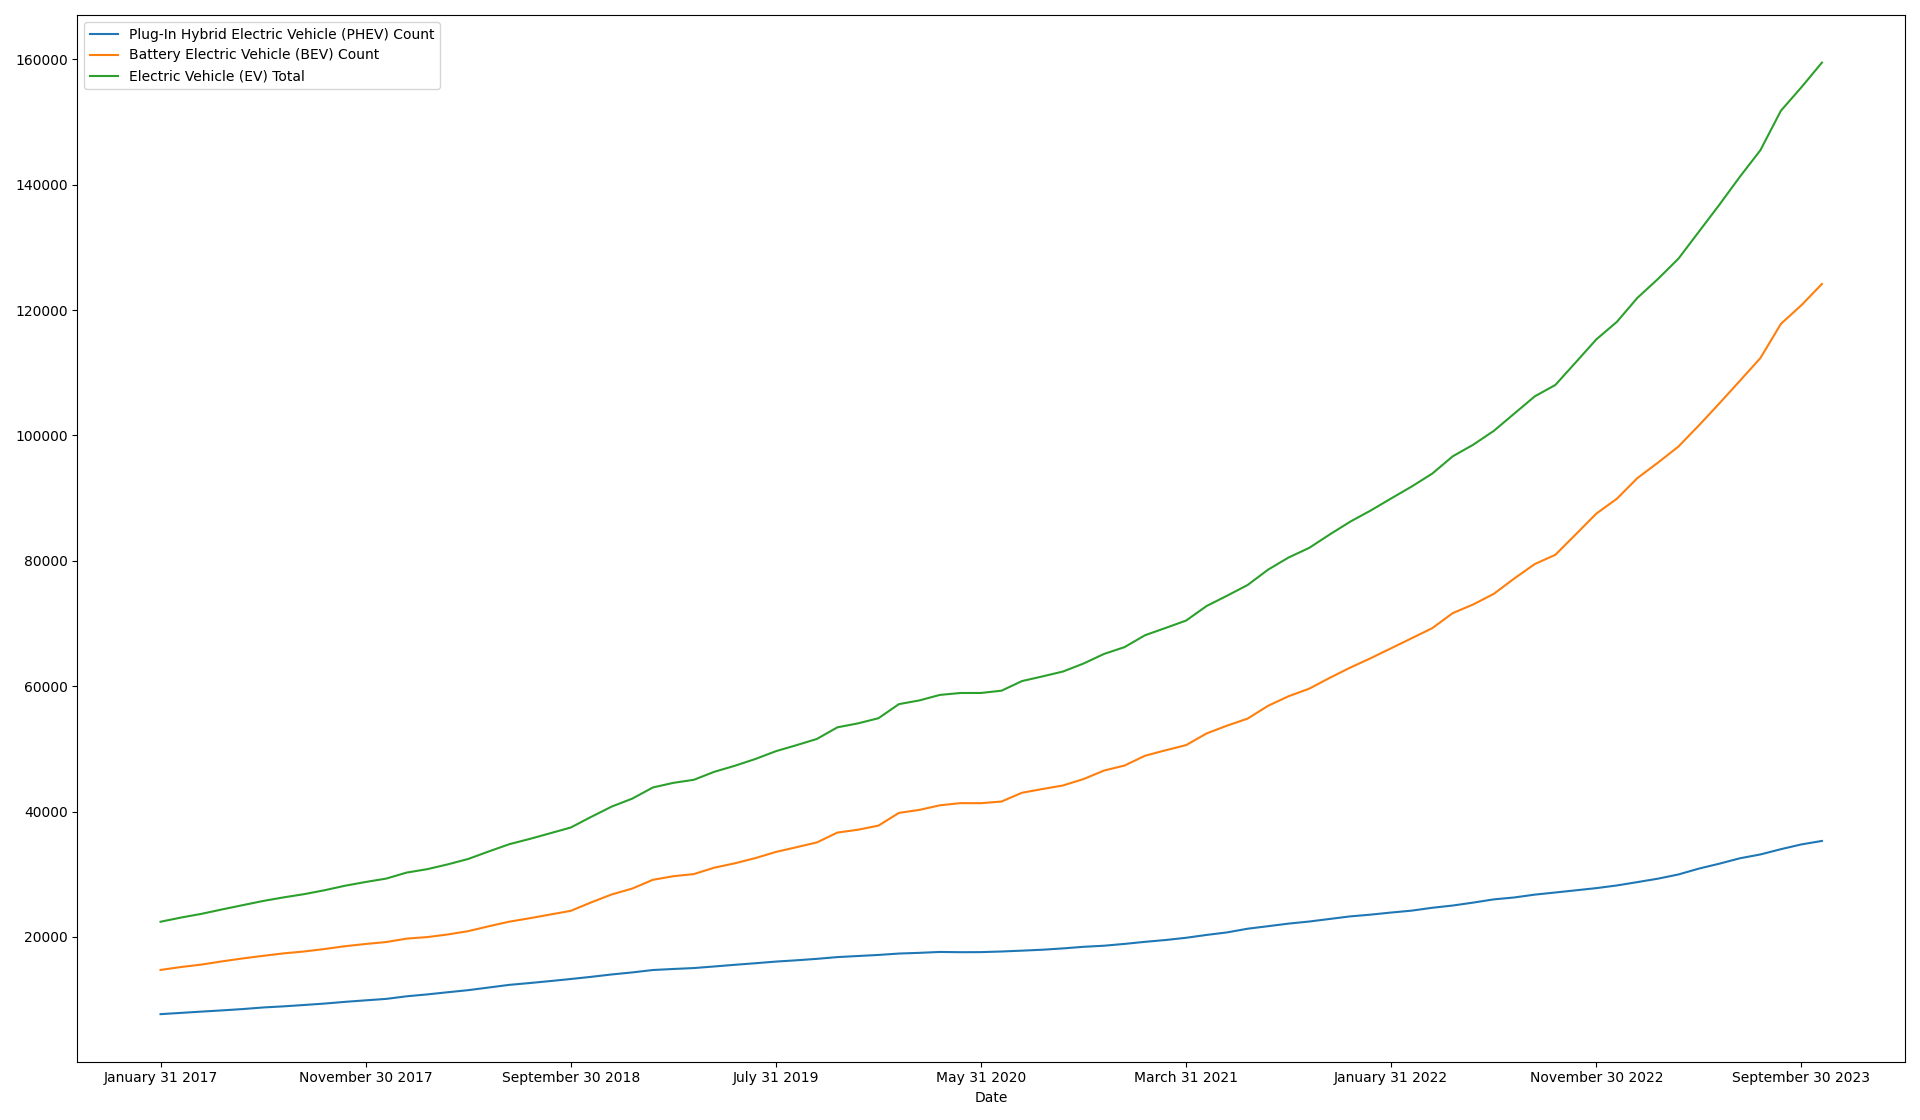 Plug-In Hybrid Electric Vehicle (PHEV) Count
Battery Electric Vehicle (BEV) Count
Electric Vehicle (EV) Total
160000
140000
120000
100000
80000
60000
40000
20000
January 31 2017 November 30 2017 September 30 2018 July 31 2019 May 31 2020 March 31 2021 January 31 2022 November 30 2022 September 30 2023
Date